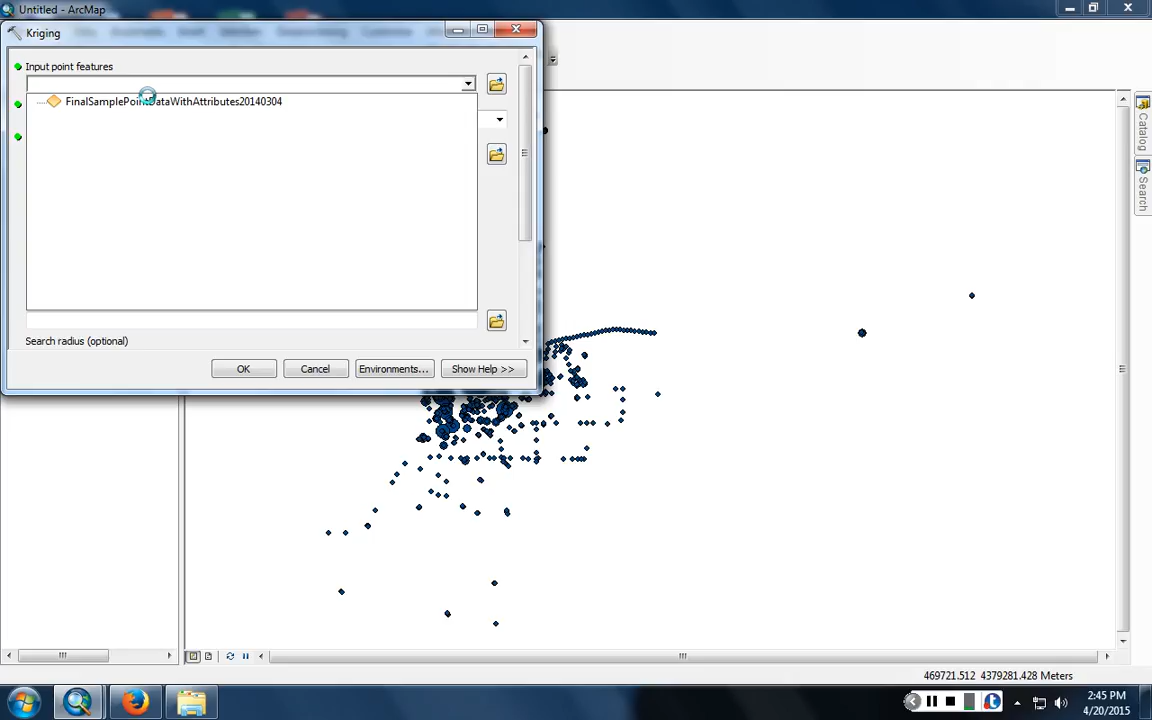 Untitled - ArcMap
Kriging
Input point features
FinalSamplePointDataWithAttributes20140304
Search radius (optional)
OK
Cancel
Environments...
Show Help >>
Catalog
Search
469721.512 4379281.428 Meters
2:45 PM
4/20/2015